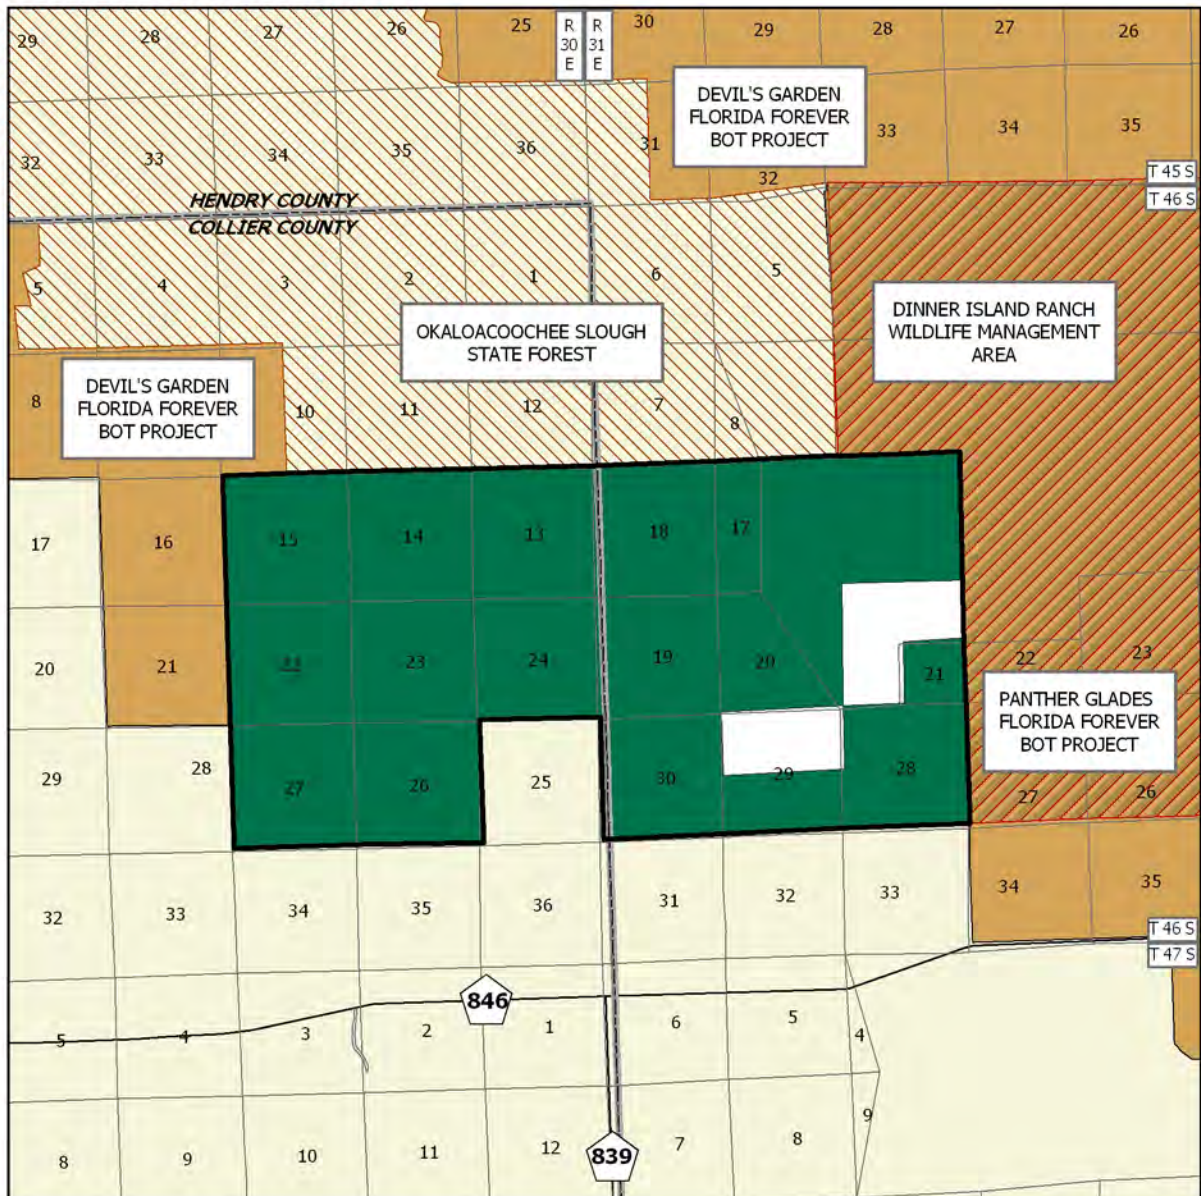 29 28 27 26 25 R 30 E R 31 E 30 29 28 27 26
DEVIL'S GARDEN
FLORIDA FOREVER
BOT PROJECT
32 33 34 35 36 31 32 33 34 35
T 45 S
T 46 S
HENDRY COUNTY
COLLIER COUNTY
5 4 3 2 1 6 5
OKALOACOOCHEE SLOUGH
STATE FOREST
DINNER ISLAND RANCH
WILDLIFE MANAGEMENT
AREA
DEVIL'S GARDEN
FLORIDA FOREVER
BOT PROJECT
8 10 11 12 7 8
17 16 15 14 13 18 17
20 21 23 24 19 20 21 22 23
PANTHER GLADES
FLORIDA FOREVER
BOT PROJECT
29 28 27 26 25 30 29 28 27 26
32 33 34 35 36 31 32 33 34 35
T 46 S
T 47 S
846
5 4 3 2 1 6 5 4
8 9 10 11 12 7 8 9
839